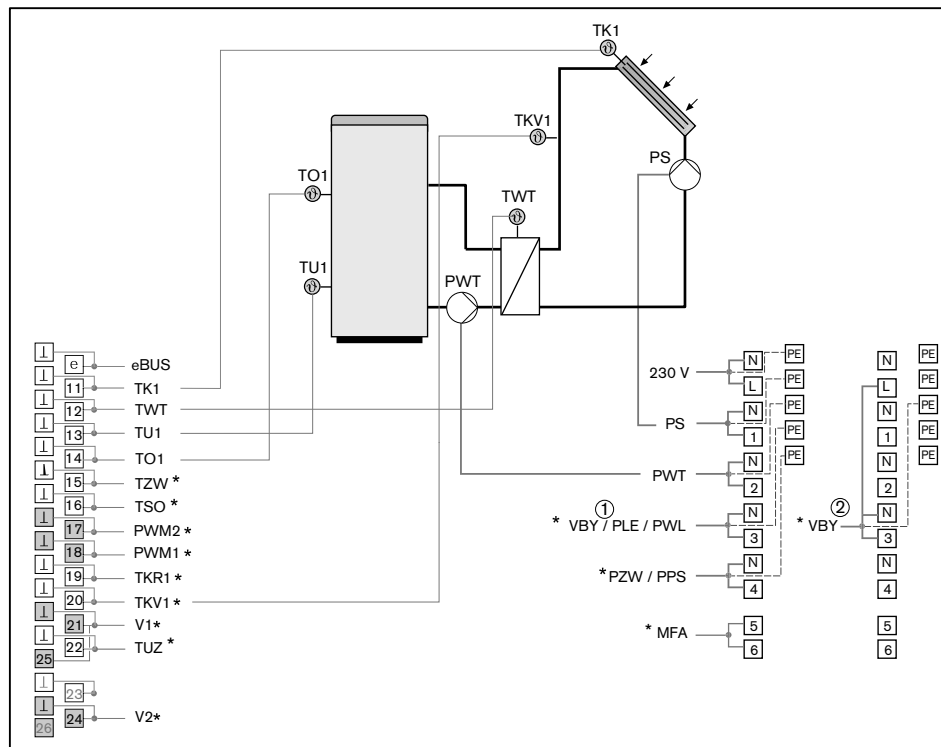 TK1
TKV1
PS
TO1
TWT
TU1
PWT
⊥
e eBUS
⊥
11 TK1
⊥
12 TWT
⊥
13 TU1
⊥
14 TO1
⊥
15 TZW *
⊥
16 TSO *
⊥
17 PWM2*
⊥
18 PWM1*
⊥
19 TKR1*
⊥
20 TKV1*
⊥
21 V1*
⊥
22 TUZ *
25
⊥
23
⊥
24 V2*
26
230 V N PE
L PE
PS N PE
1 PE
PWT N PE
2
① * VBY / PLE / PWL N
3
*PZW / PPS N
4
* MFA 5
6
N PE
L PE
N PE
1 PE
N PE
2
② * VBY N
3
N
4
5
6